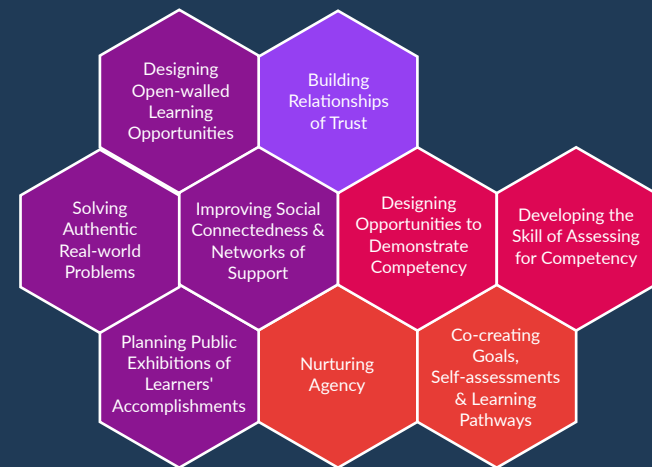 Designing
Open-walled
Learning
Opportunities
Building
Relationships
of Trust
Solving
Authentic
Real-world
Problems
Improving Social
Connectedness &
Networks of
Support
Designing
Opportunities to
Demonstrate
Competency
Developing the
Skill of Assessing
for Competency
Planning Public
Exhibitions of
Learners'
Accomplishments
Nurturing
Agency
Co-creating
Goals,
Self-assessments
& Learning
Pathways